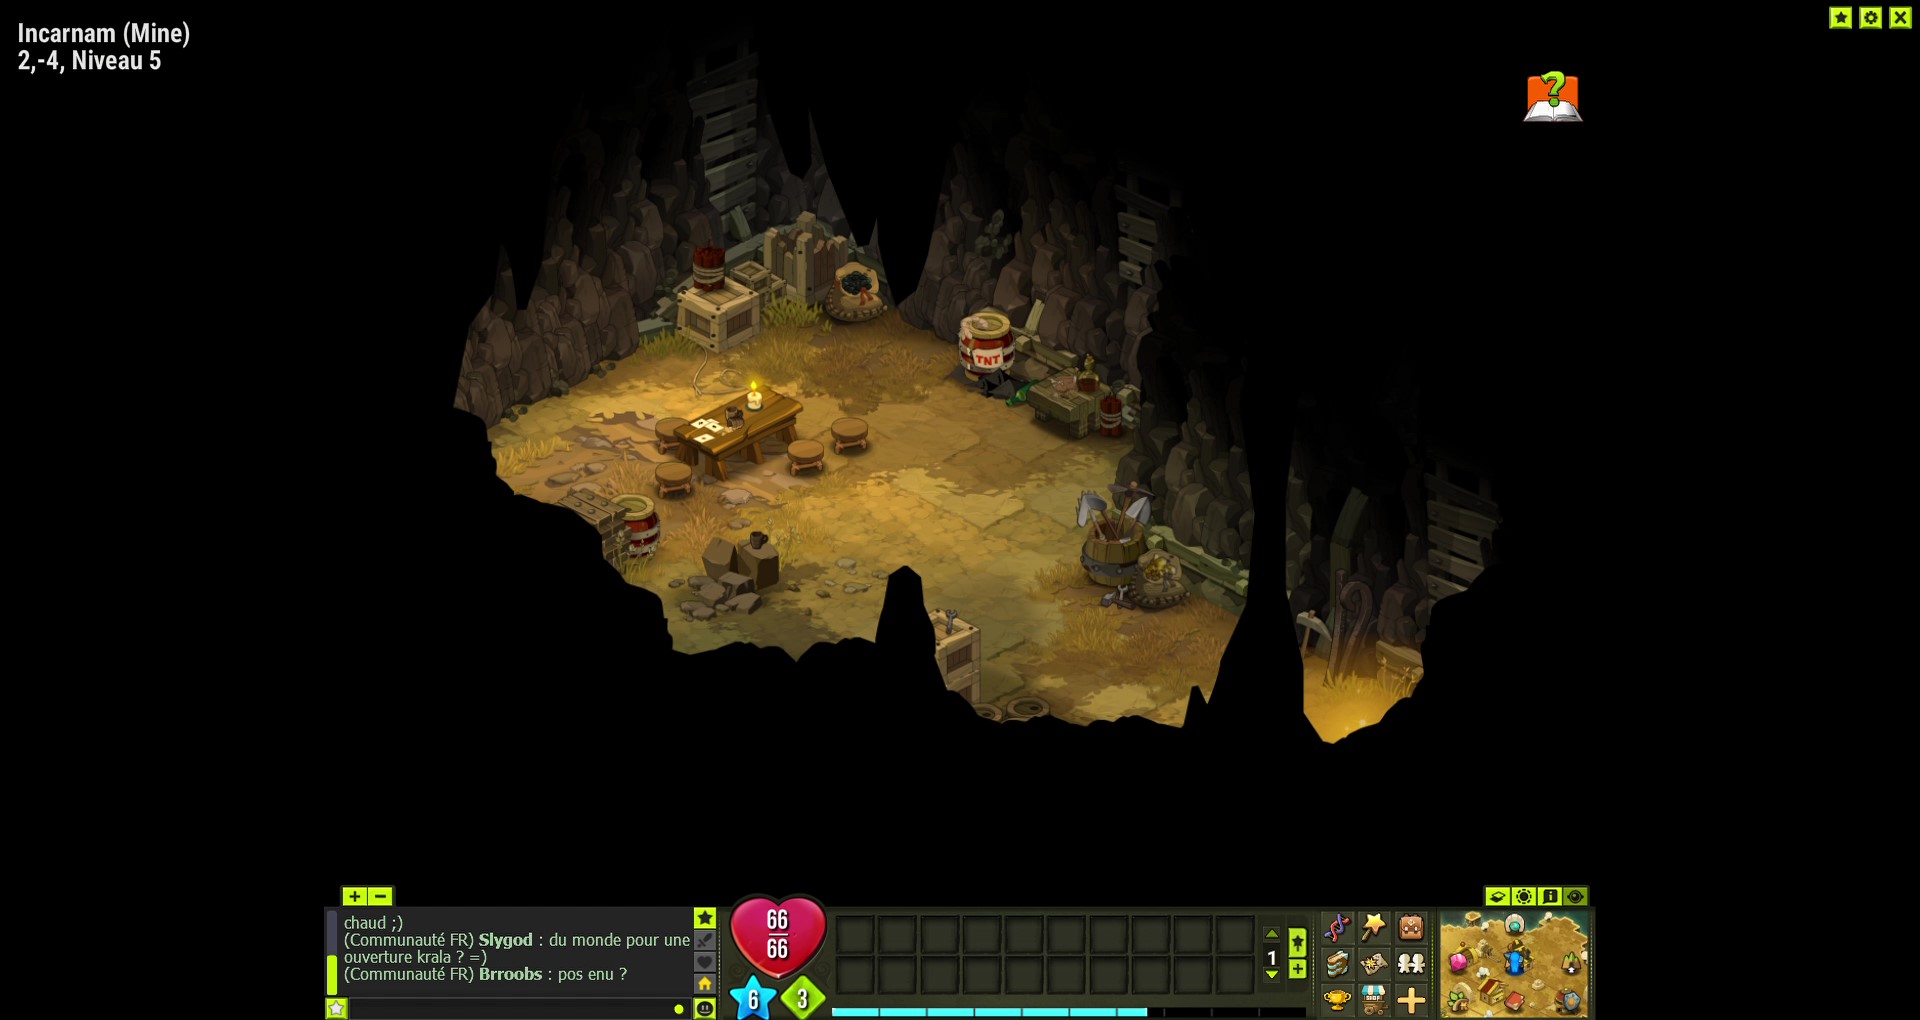 Incarnam (Mine)
2,-4, Niveau 5
TNT
chaud ;)
(Communauté FR) Slygod : du monde pour une
ouverture krala ? =)
(Communauté FR) Brroobs : pos enu ?
66
66
6
3
1
SHOP